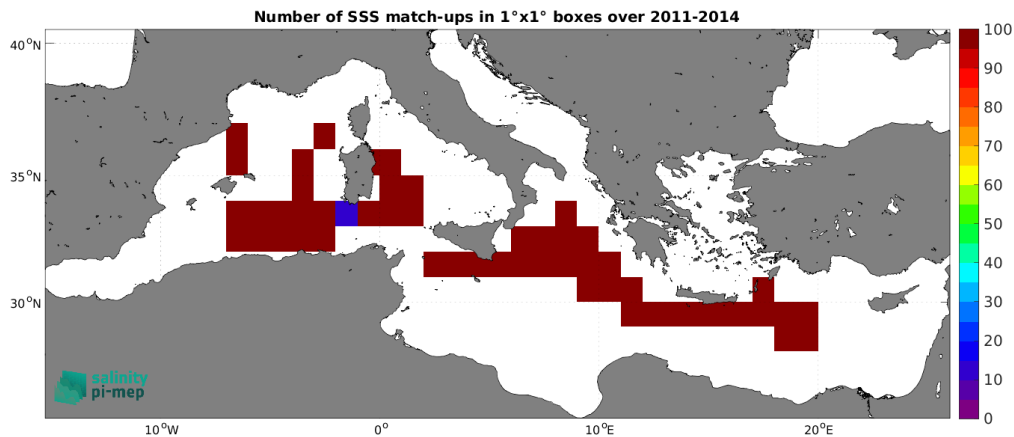 Number of SSS match-ups in 1°x1° boxes over 2011-2014
40°N
35°N
30°N
10°W
0°
10°E
20°E
100
90
80
70
60
50
40
30
20
10
0
salinity
pi-mep